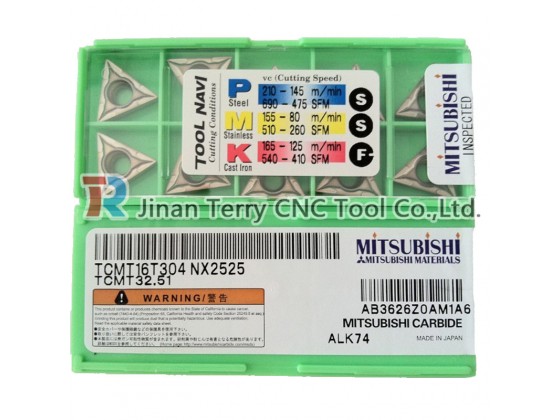 TOOL NAVI
Cutting Conditions
vc (Cutting Speed)
P
Steel
210 - 145 m/min
690 - 475 SFM
S
M
Stainless
155 - 80 m/min
510 - 260 SFM
S
K
Cast Iron
165 - 125 m/min
540 - 410 SFM
F
MITSUBISHI
INSPECTED
TR Jinan Terry CNC Tool Co.,Ltd.
TCMT16T304 NX2525
TCMT32.51
WARNING/警告
MITSUBISHI
MITSUBISHI MATERIALS
AB3626Z0AM1A6
MITSUBISHI CARBIDE
ALK74
MADE IN JAPAN